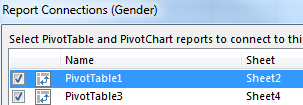 Report Connections (Gender)
Select PivotTable and PivotChart reports to connect to thi
Name Sheet
PivotTable1 Sheet2
PivotTable3 Sheet4